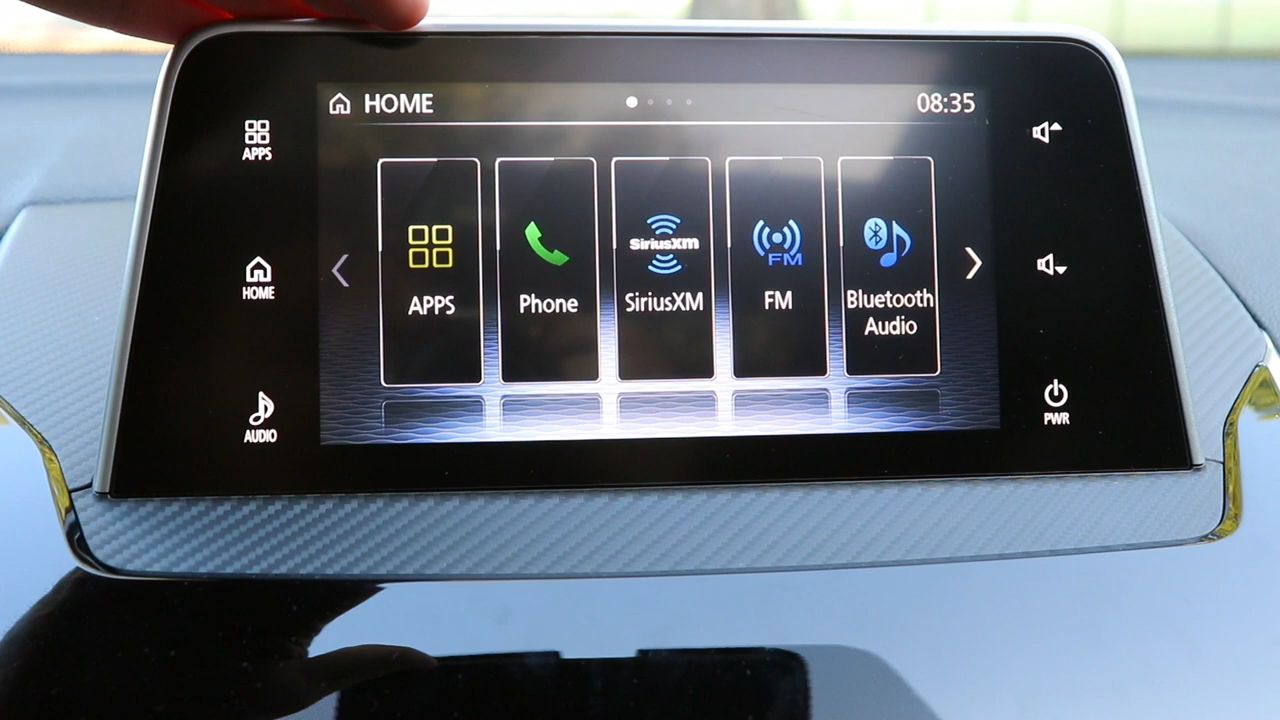 HOME
08:35
APPS
HOME
AUDIO
APPS
Phone
SiriusXM
SiriusXM
FM
FM
Bluetooth
Audio
PWR